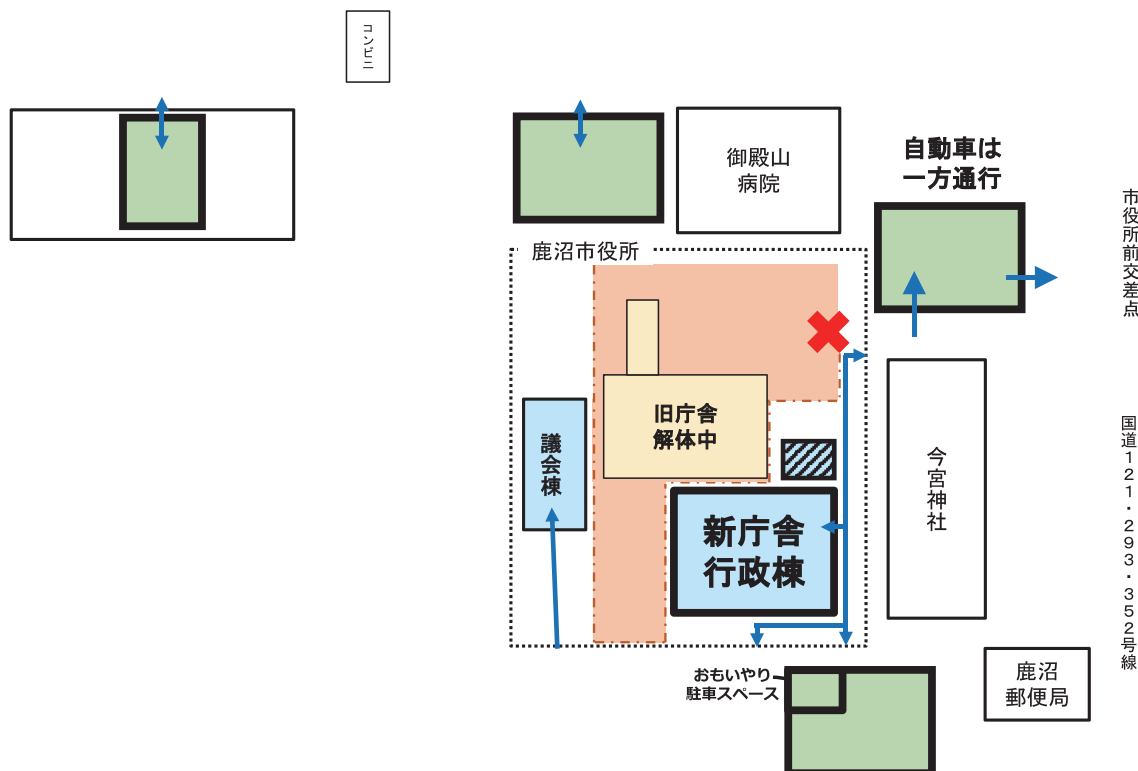 コンビニ
御殿山
病院
自動車は
一方通行
市役所前交差点
鹿沼市役所
旧庁舎
解体中
議会棟
新庁舎
行政棟
今宮神社
国道121・293・352号線
おもいやり
駐車スペース
鹿沼
郵便局